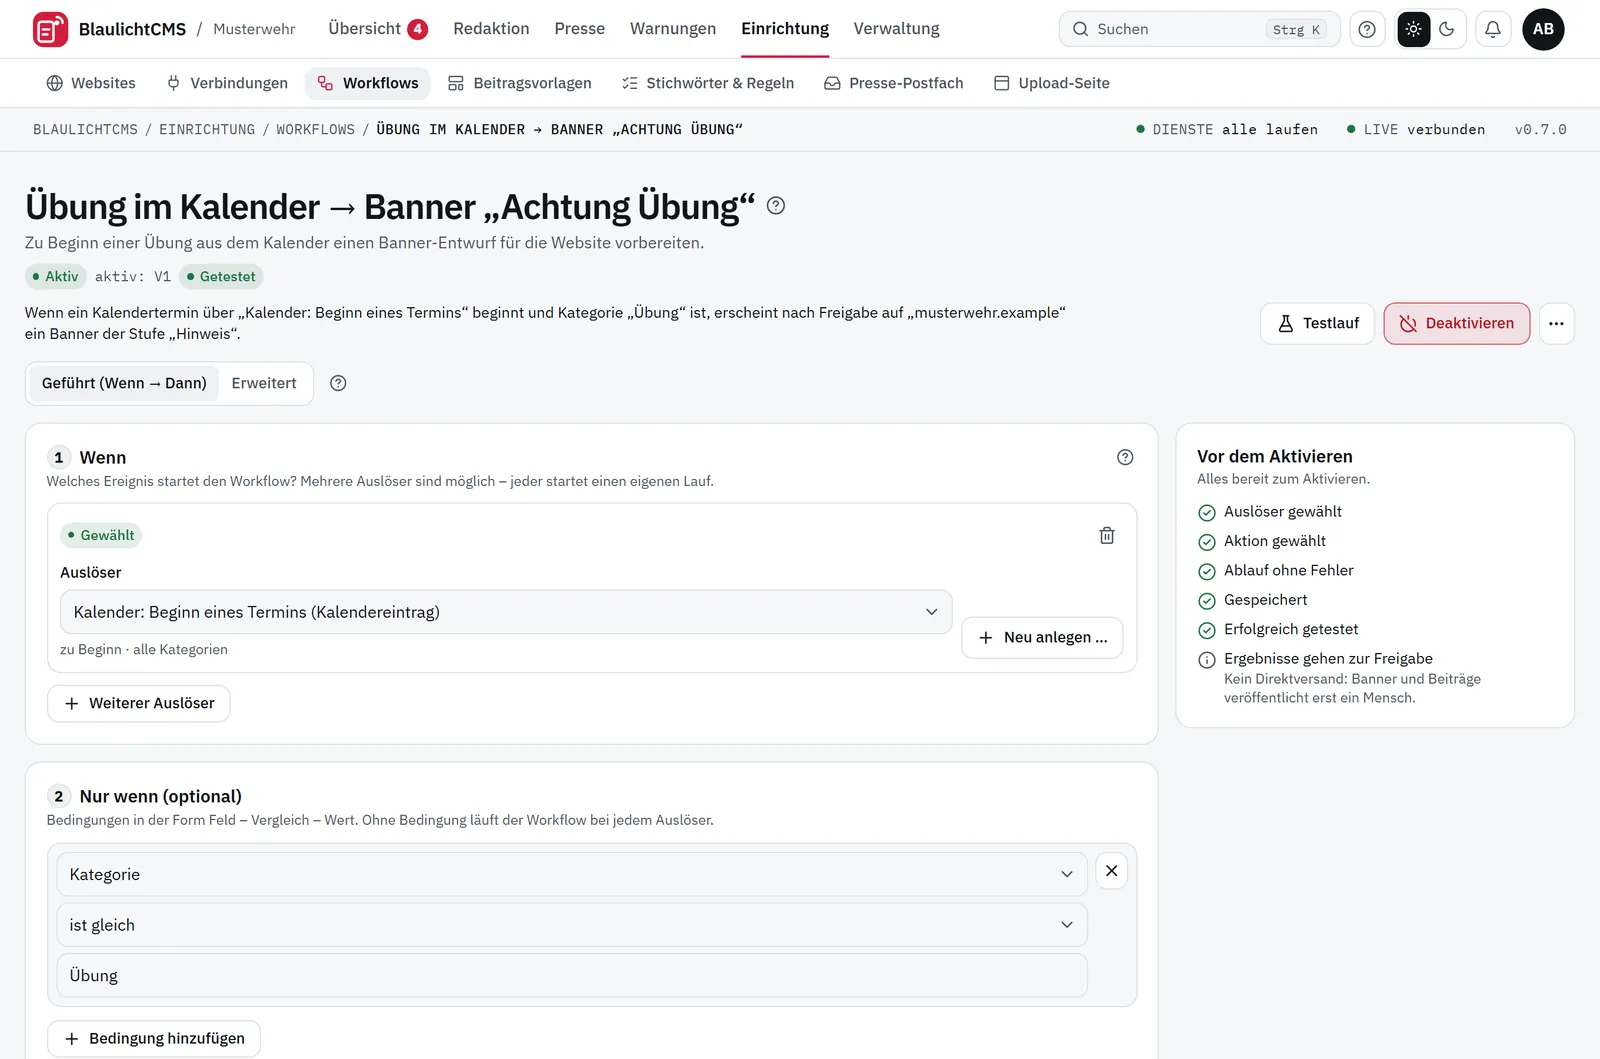 BlaulichtCMS / Musterwehr Übersicht 4 Redaktion Presse Warnungen Einrichtung Verwaltung Suchen Strg K AB
Websites Verbindungen Workflows Beitragsvorlagen Stichwörter & Regeln Presse-Postfach Upload-Seite
BLAULICHTCMS / EINRICHTUNG / WORKFLOWS / ÜBUNG IM KALENDER → BANNER „ACHTUNG ÜBUNG“ DIENSTE alle laufen LIVE verbunden v0.7.0
Übung im Kalender → Banner „Achtung Übung“
Zu Beginn einer Übung aus dem Kalender einen Banner-Entwurf für die Website vorbereiten.
Aktiv aktiv: V1 Getestet
Wenn ein Kalendertermin über „Kalender: Beginn eines Termins“ beginnt und Kategorie „Übung“ ist, erscheint nach Freigabe auf „musterwehr.example“
ein Banner der Stufe „Hinweis“.
Testlauf Deaktivieren
Geführt (Wenn → Dann) Erweitert
1 Wenn
Welches Ereignis startet den Workflow? Mehrere Auslöser sind möglich – jeder startet einen eigenen Lauf.
Gewählt
Auslöser
Kalender: Beginn eines Termins (Kalendereintrag)
zu Beginn · alle Kategorien
Neu anlegen ...
Weiterer Auslöser
2 Nur wenn (optional)
Bedingungen in der Form Feld – Vergleich – Wert. Ohne Bedingung läuft der Workflow bei jedem Auslöser.
Kategorie
ist gleich
Übung
Bedingung hinzufügen
Vor dem Aktivieren
Alles bereit zum Aktivieren.
Auslöser gewählt
Aktion gewählt
Ablauf ohne Fehler
Gespeichert
Erfolgreich getestet
Ergebnisse gehen zur Freigabe
Kein Direktversand: Banner und Beiträge
veröffentlicht erst ein Mensch.